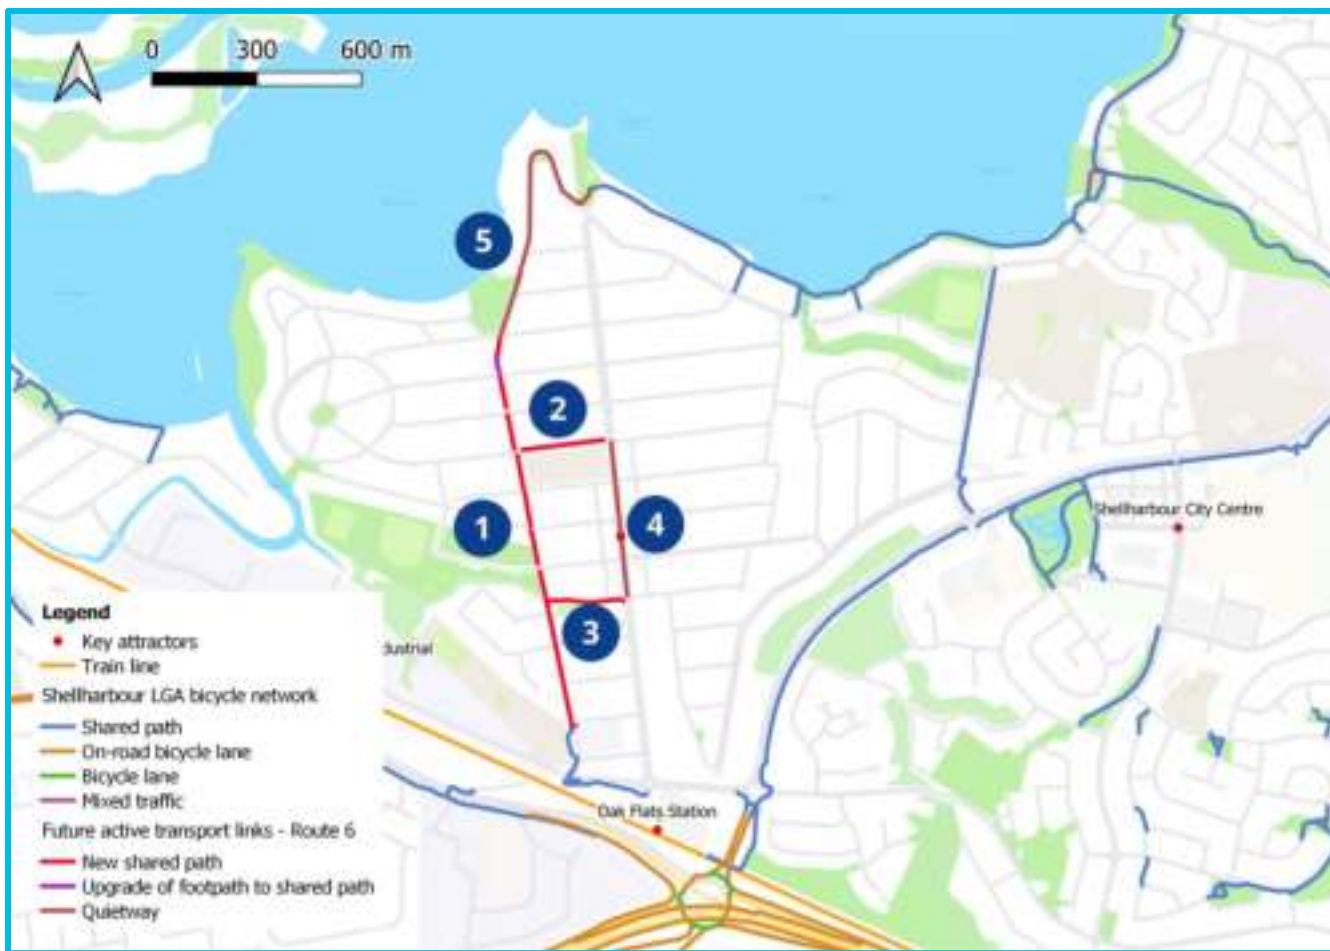 0 300 600 m
5
2
1
4
Shellharbour City Centre
3
dustrial
Oak Flats Station
Legend
Key attractors
Train line
Shellharbour LGA bicycle network
Shared path
On-road bicycle lane
Bicycle lane
Mixed traffic
Future active transport links - Route 6
New shared path
Upgrade of footpath to shared path
Quietway